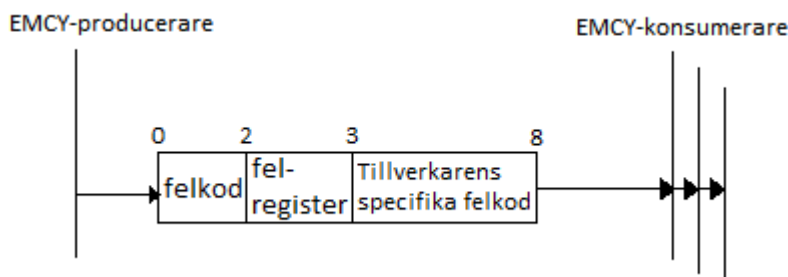 EMCY-producerare
EMCY-konsumerare
0 2 3 8
felkod
fel-
register
Tillverkarens
specifika felkod